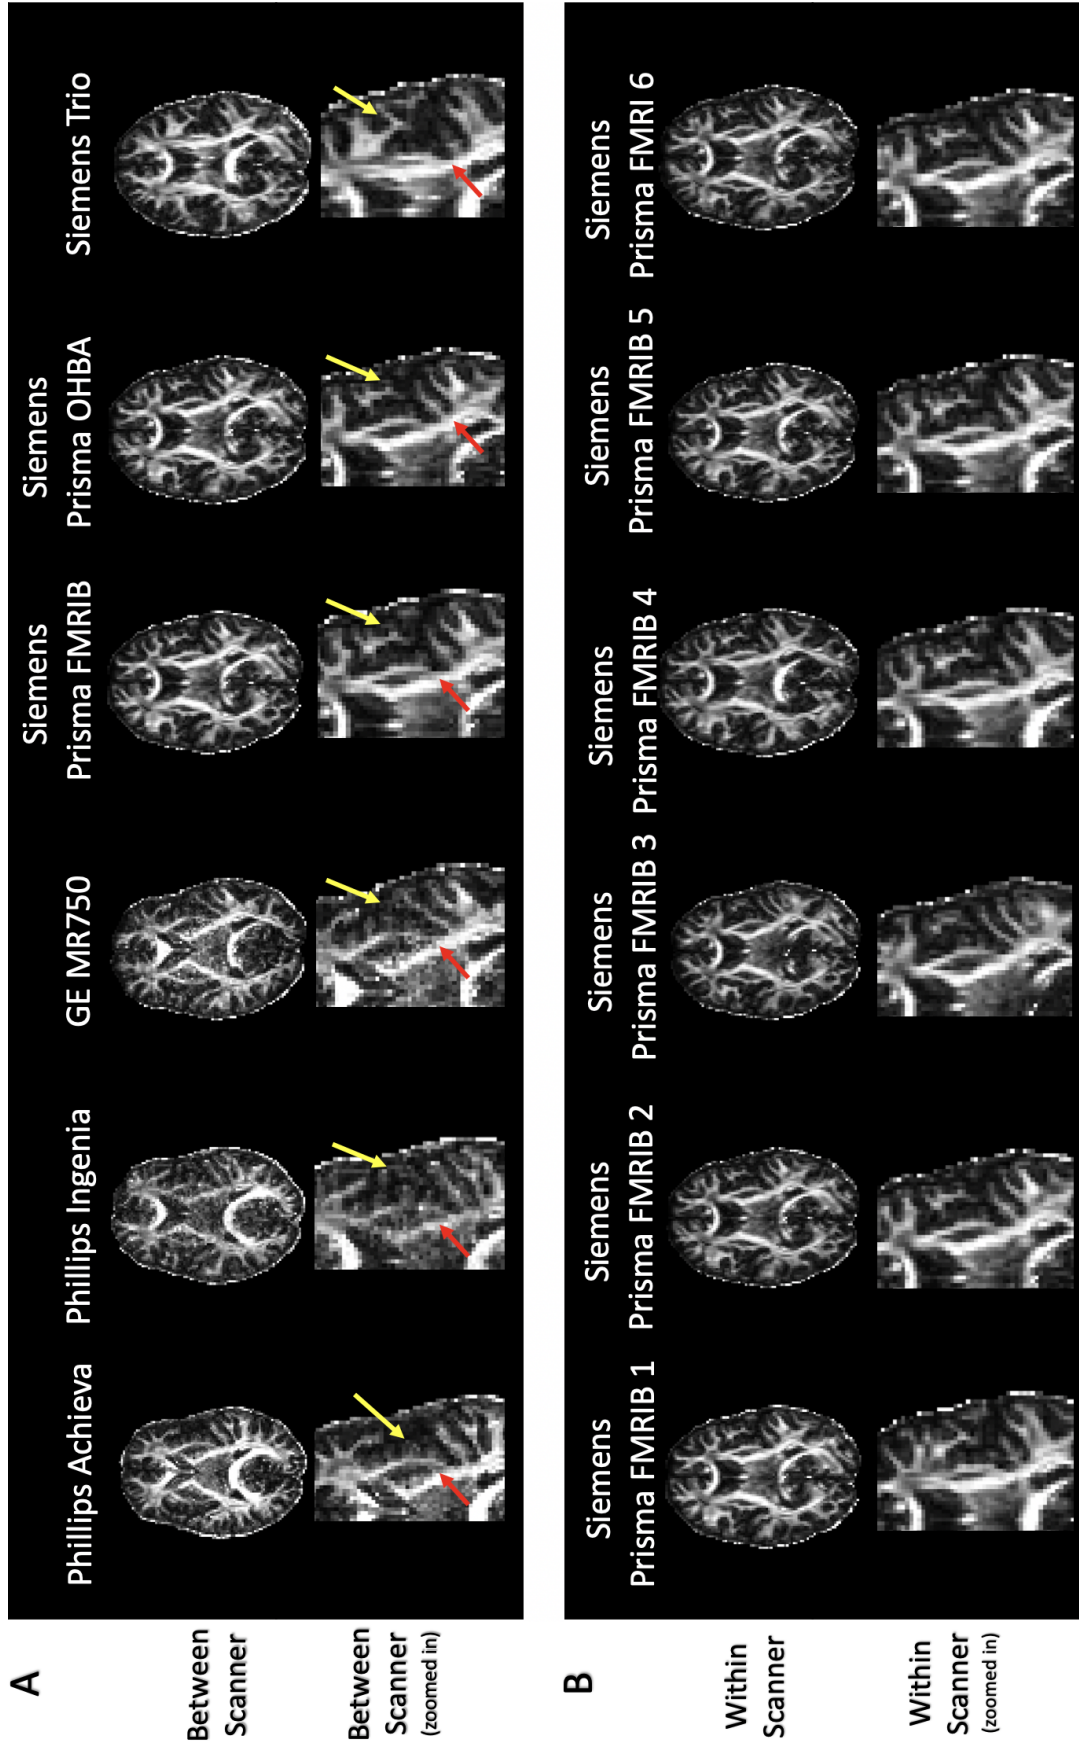 A
Phillips Achieva
Phillips Ingenia
GE MR750
Siemens
Prisma FMRIB
Siemens
Prisma OHBA
Siemens Trio
Between
Scanner
Between
Scanner
(zoomed in)
B
Siemens
Prisma FMRIB 1
Siemens
Prisma FMRIB 2
Siemens
Prisma FMRIB 3
Siemens
Prisma FMRIB 4
Siemens
Prisma FMRIB 5
Siemens
Prisma FMRI 6
Within
Scanner
Within
Scanner
(zoomed in)